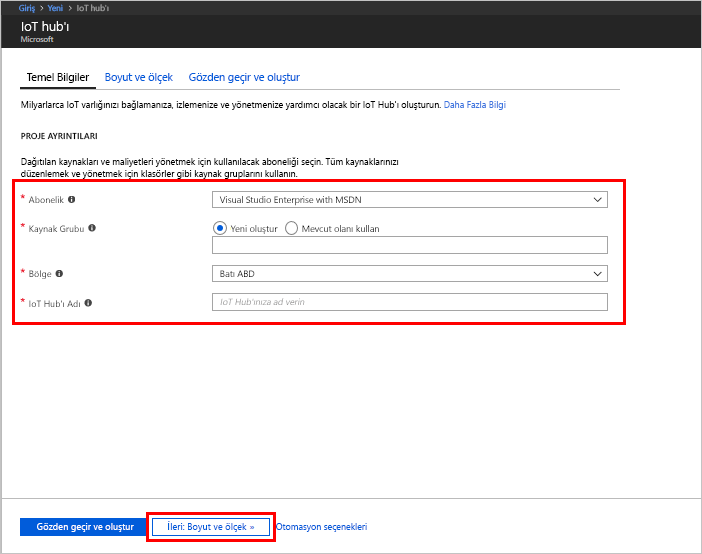 Giriş > Yeni > IoT hub'ı
IoT hub'ı
Microsoft
Temel Bilgiler Boyut ve ölçek Gözden geçir ve oluştur
Milyarlarca IoT varlığınızı bağlamanıza, izlemenize ve yönetmenize yardımcı olacak bir IoT Hub'ı oluşturun. Daha Fazla Bilgi
PROJE AYRINTILARI
Dağıtılan kaynakları ve maliyetleri yönetmek için kullanılacak aboneliği seçin. Tüm kaynaklarınızı
düzenlemek ve yönetmek için klasörler gibi kaynak gruplarını kullanın.
* Abonelik Visual Studio Enterprise with MSDN
* Kaynak Grubu Yeni oluştur Mevcut olanı kullan
* Bölge Batı ABD
* IoT Hub'ı Adı IoT Hub'ınıza ad verin
Gözden geçir ve oluştur İleri: Boyut ve ölçek » Otomasyon seçenekleri